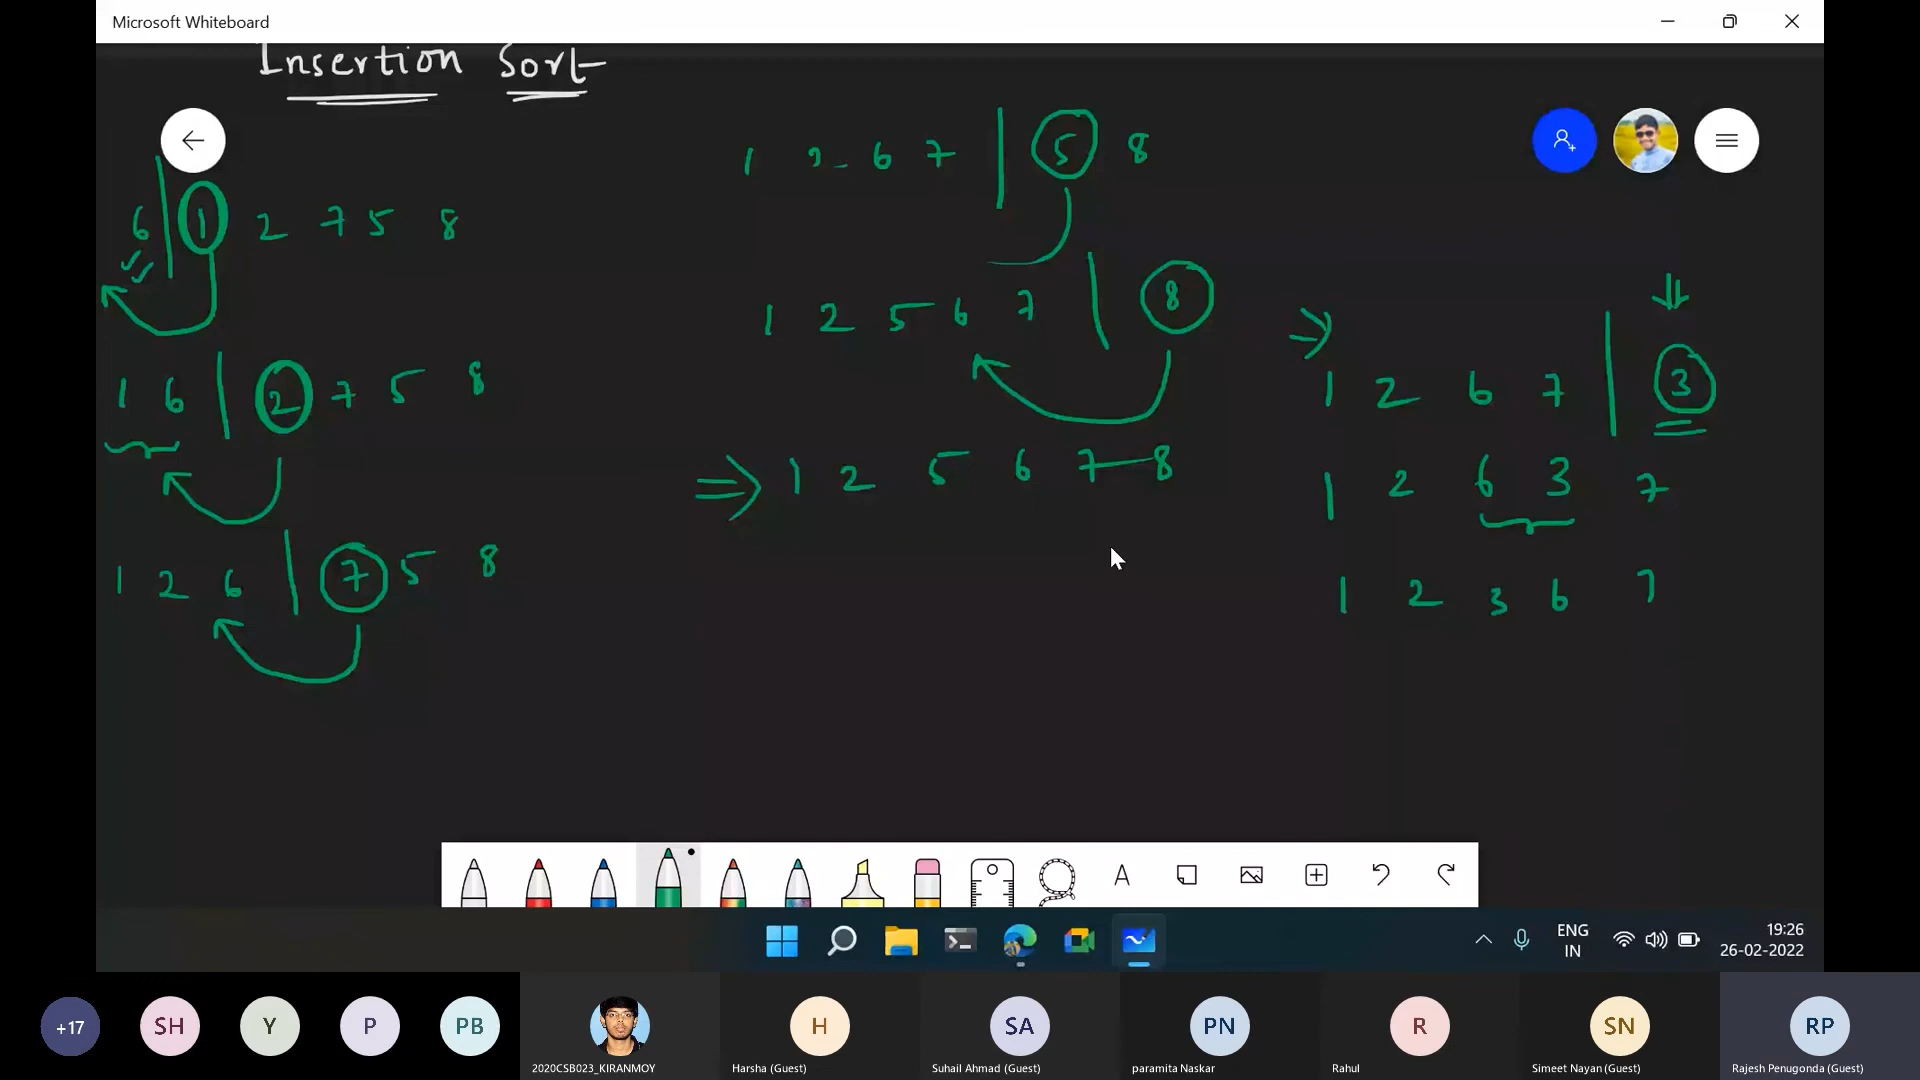 Microsoft Whiteboard
Insertion Sort
6 | 1 2 7 5 8
1 6 | 2 7 5 8
1 2 6 | 7 5 8
1 2 6 7 | 5 8
1 2 5 6 7 | 8
⇒ 1 2 5 6 7 8
⇒
1 2 6 7 | 3
1 2 6 3 7
1 2 3 6 7
A
ENG
IN
19:26
26-02-2022
+17
SH
Y
P
PB
2020CSB023_KIRANMOY
H
Harsha (Guest)
SA
Suhail Ahmad (Guest)
PN
paramita Naskar
R
Rahul
SN
Simeet Nayan (Guest)
RP
Rajesh Penugonda (Guest)